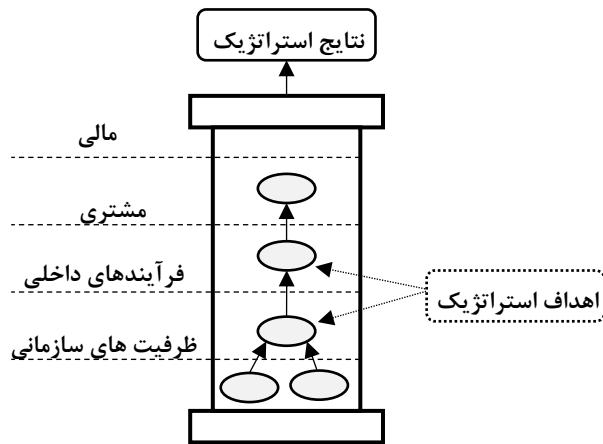 نتایج استراتژیک
مالی
مشتری
فرآیندهای داخلی
اهداف استراتژیک
ظرفیت های سازمانی